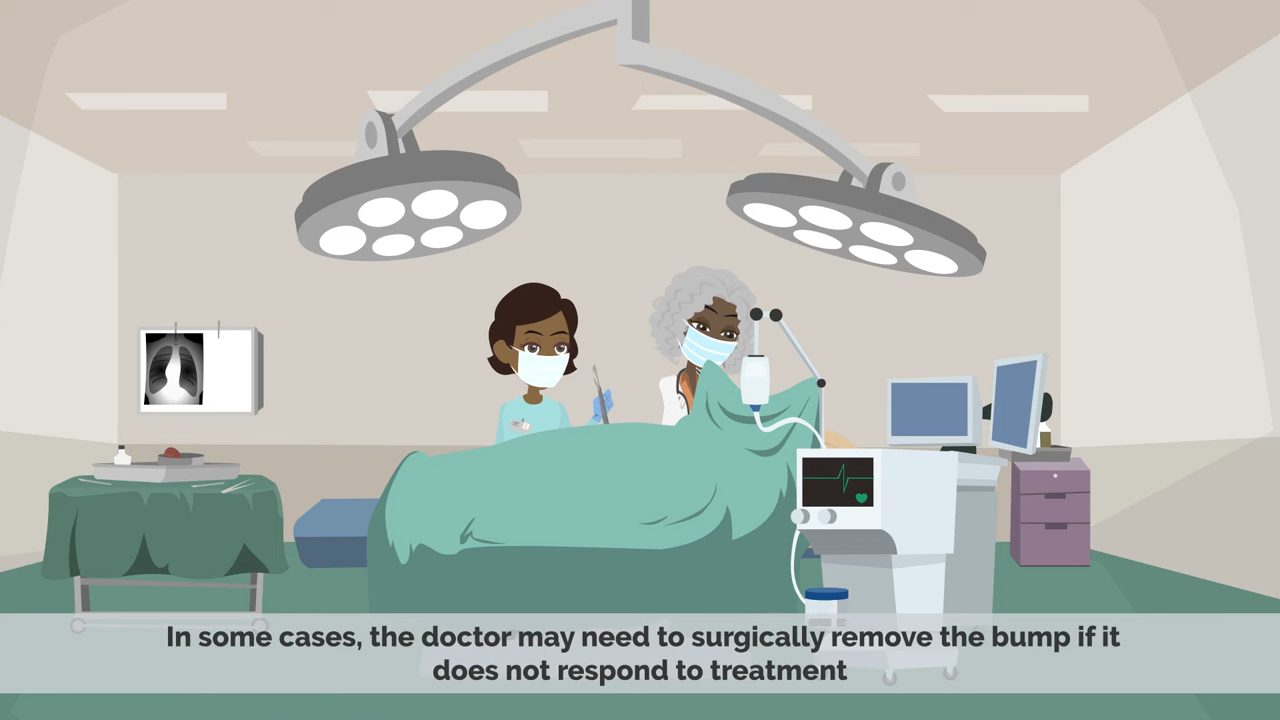 In some cases, the doctor may need to surgically remove the bump if it
does not respond to treatment